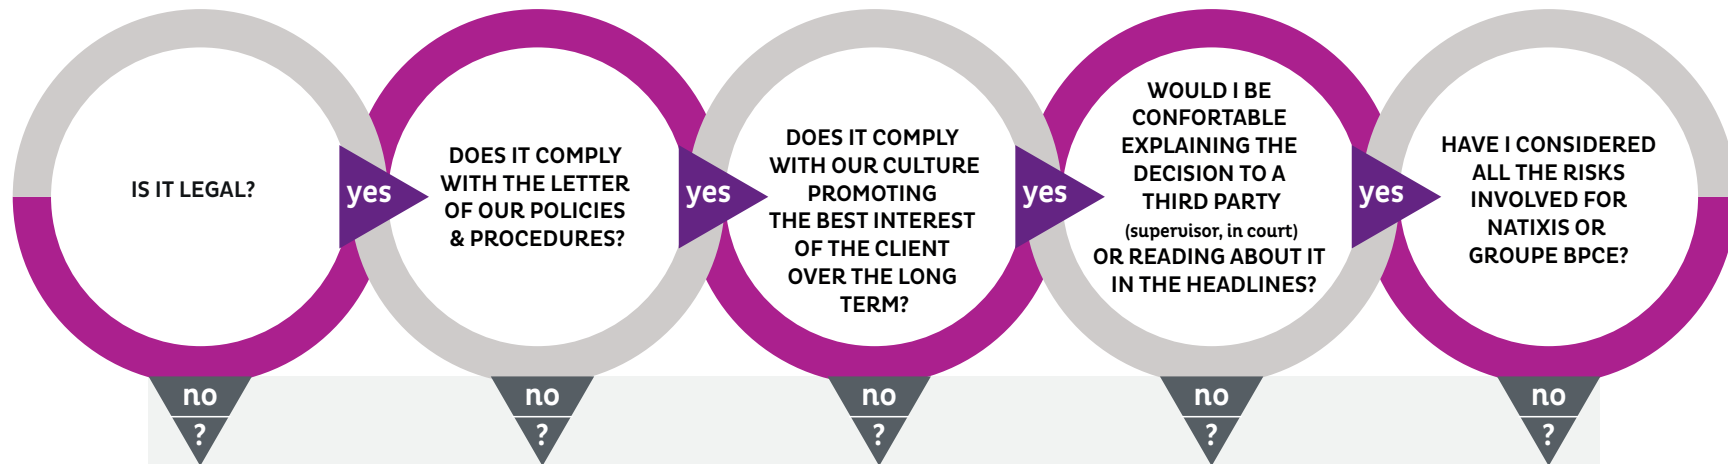 IS IT LEGAL?
yes
DOES IT COMPLY
WITH THE LETTER
OF OUR POLICIES
& PROCEDURES?
yes
DOES IT COMPLY
WITH OUR CULTURE
PROMOTING
THE BEST INTEREST
OF THE CLIENT
OVER THE LONG
TERM?
yes
WOULD I BE
CONFORTABLE
EXPLAINING THE
DECISION TO A
THIRD PARTY
(supervisor, in court)
OR READING ABOUT IT
IN THE HEADLINES?
yes
HAVE I CONSIDERED
ALL THE RISKS
INVOLVED FOR
NATIXIS OR
GROUPE BPCE?
no
?
no
?
no
?
no
?
no
?